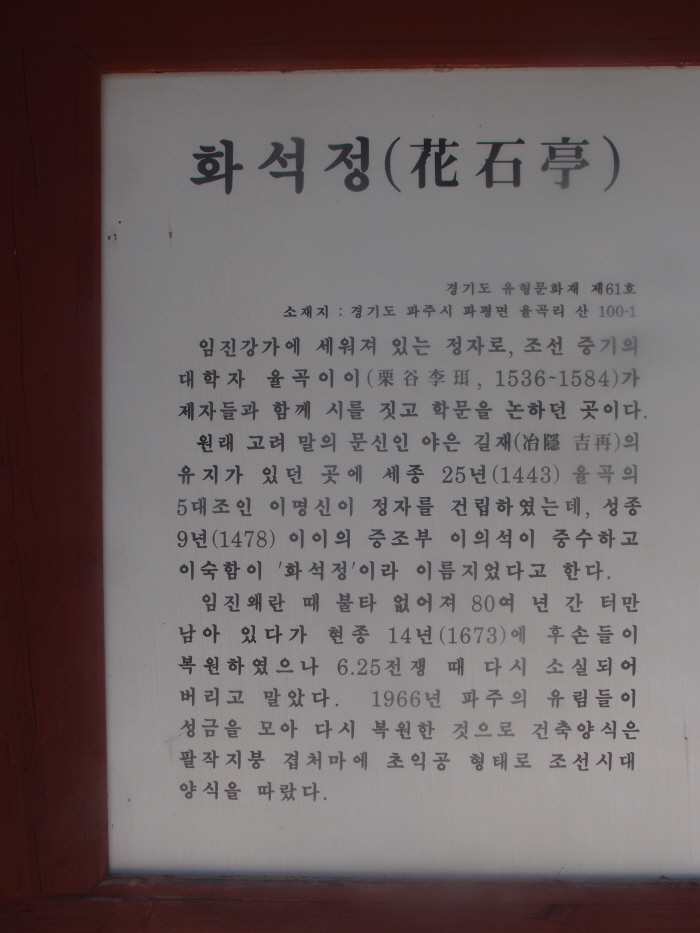 화석정(花石亭)
경기도 유형문화재 제61호
소재지 : 경기도 파주시 파평면 율곡리 산 100-1
임진강가에 세워져 있는 정자로, 조선 중기의
대학자 율곡이이(栗谷李珥, 1536~1584)가
제자들과 함께 시를 짓고 학문을 논하던 곳이다.
원래 고려 말의 문신인 야은 길재(冶隱 吉再)의
유지가 있던 곳에 세종 25년(1443) 율곡의
5대조인 이명신이 정자를 건립하였는데, 성종
9년(1478) 이이의 증조부 이의석이 중수하고
이숙함이 '화석정'이라 이름지었다고 한다.
임진왜란 때 불타 없어져 80여 년 간 터만
남아 있다가 현종 14년(1673)에 후손들이
복원하였으나 6.25전쟁 때 다시 소실되어
버리고 말았다. 1966년 파주의 유림들이
성금을 모아 다시 복원한 것으로 건축양식은
팔작지붕 겹처마에 초익공 형태로 조선시대
양식을 따랐다.